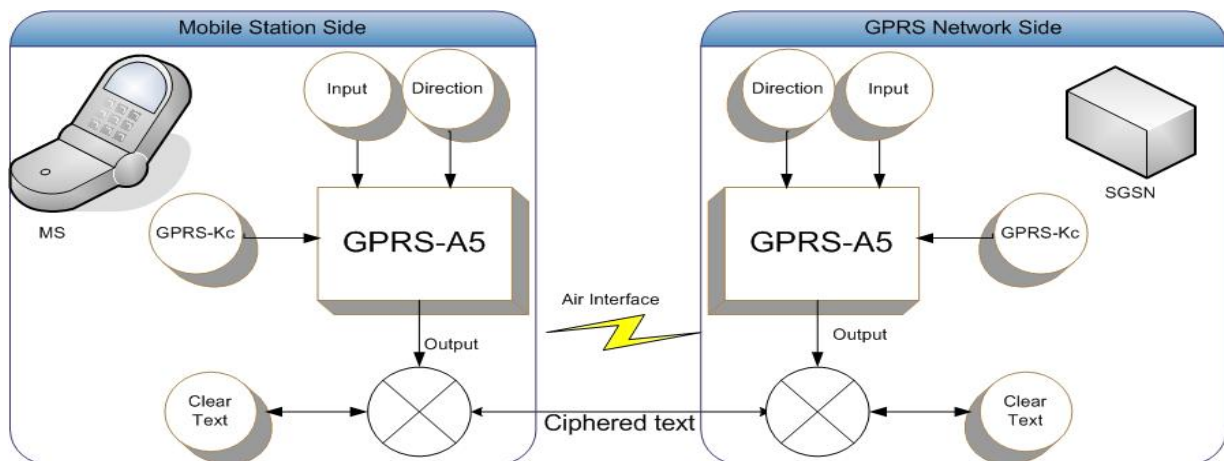 Mobile Station Side
GPRS Network Side
Input
Direction
Direction
Input
MS
SGSN
GPRS-Kc
GPRS-A5
GPRS-A5
GPRS-Kc
Air Interface
Output
Output
Clear
Text
Ciphered text
Clear
Text